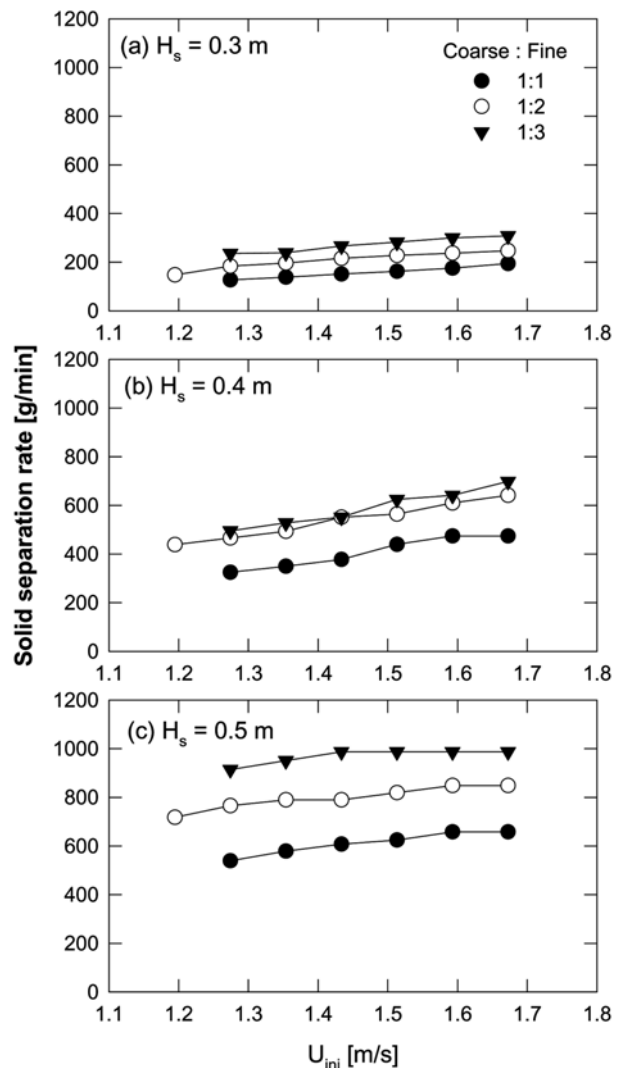 (a) Hs = 0.3 m
Coarse : Fine
1:1
1:2
1:3
1200
1000
800
600
400
200
0
1.1 1.2 1.3 1.4 1.5 1.6 1.7 1.8
Solid separation rate [g/min]
(b) Hs = 0.4 m
1200
1000
800
600
400
200
0
1.1 1.2 1.3 1.4 1.5 1.6 1.7 1.8
(c) Hs = 0.5 m
1200
1000
800
600
400
200
0
1.1 1.2 1.3 1.4 1.5 1.6 1.7 1.8
Uinj [m/s]